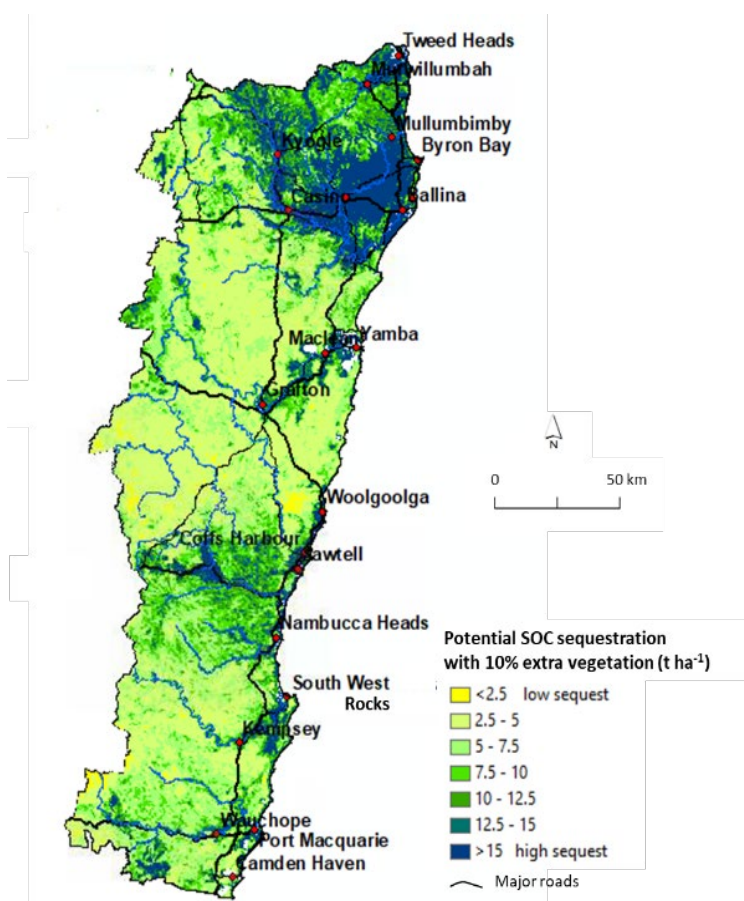 Tweed Heads
Murwillumbah
Mullumbimby
Kyogle
Byron Bay
Casino
Ballina
Maclean
Yamba
Grafton
N
0 50 km
Woolgoolga
Coffs Harbour
Sawtell
Nambucca Heads
Potential SOC sequestration
with 10% extra vegetation (t ha⁻¹)
South West
Rocks
<2.5 low sequest
2.5 - 5
Kempsey
5 - 7.5
7.5 - 10
10 - 12.5
12.5 - 15
Wauchope
Port Macquarie
>15 high sequest
Camden Haven
Major roads